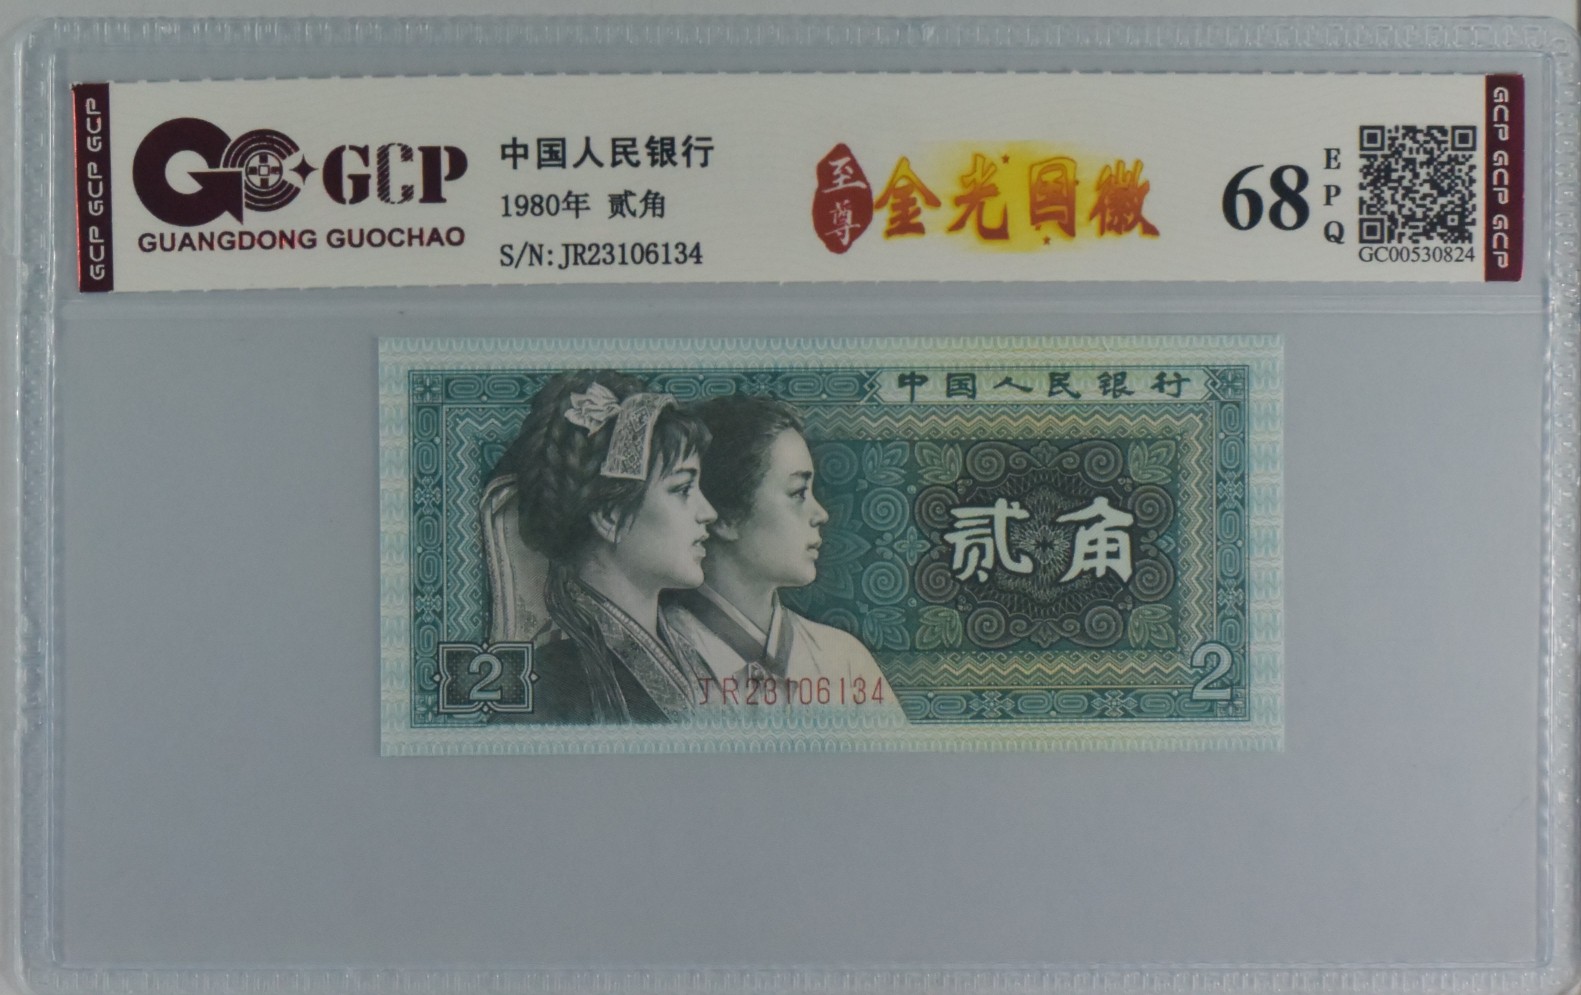 GCP GCP GCP
GCP
GUANGDONG GUOCHAO
中国人民银行
1980年 贰角
S/N:JR23106134
至尊
金光国徽
68
EPQ
GC00530824
GCP GCP GCP
中国人民银行
贰角
2
JR23106134
2